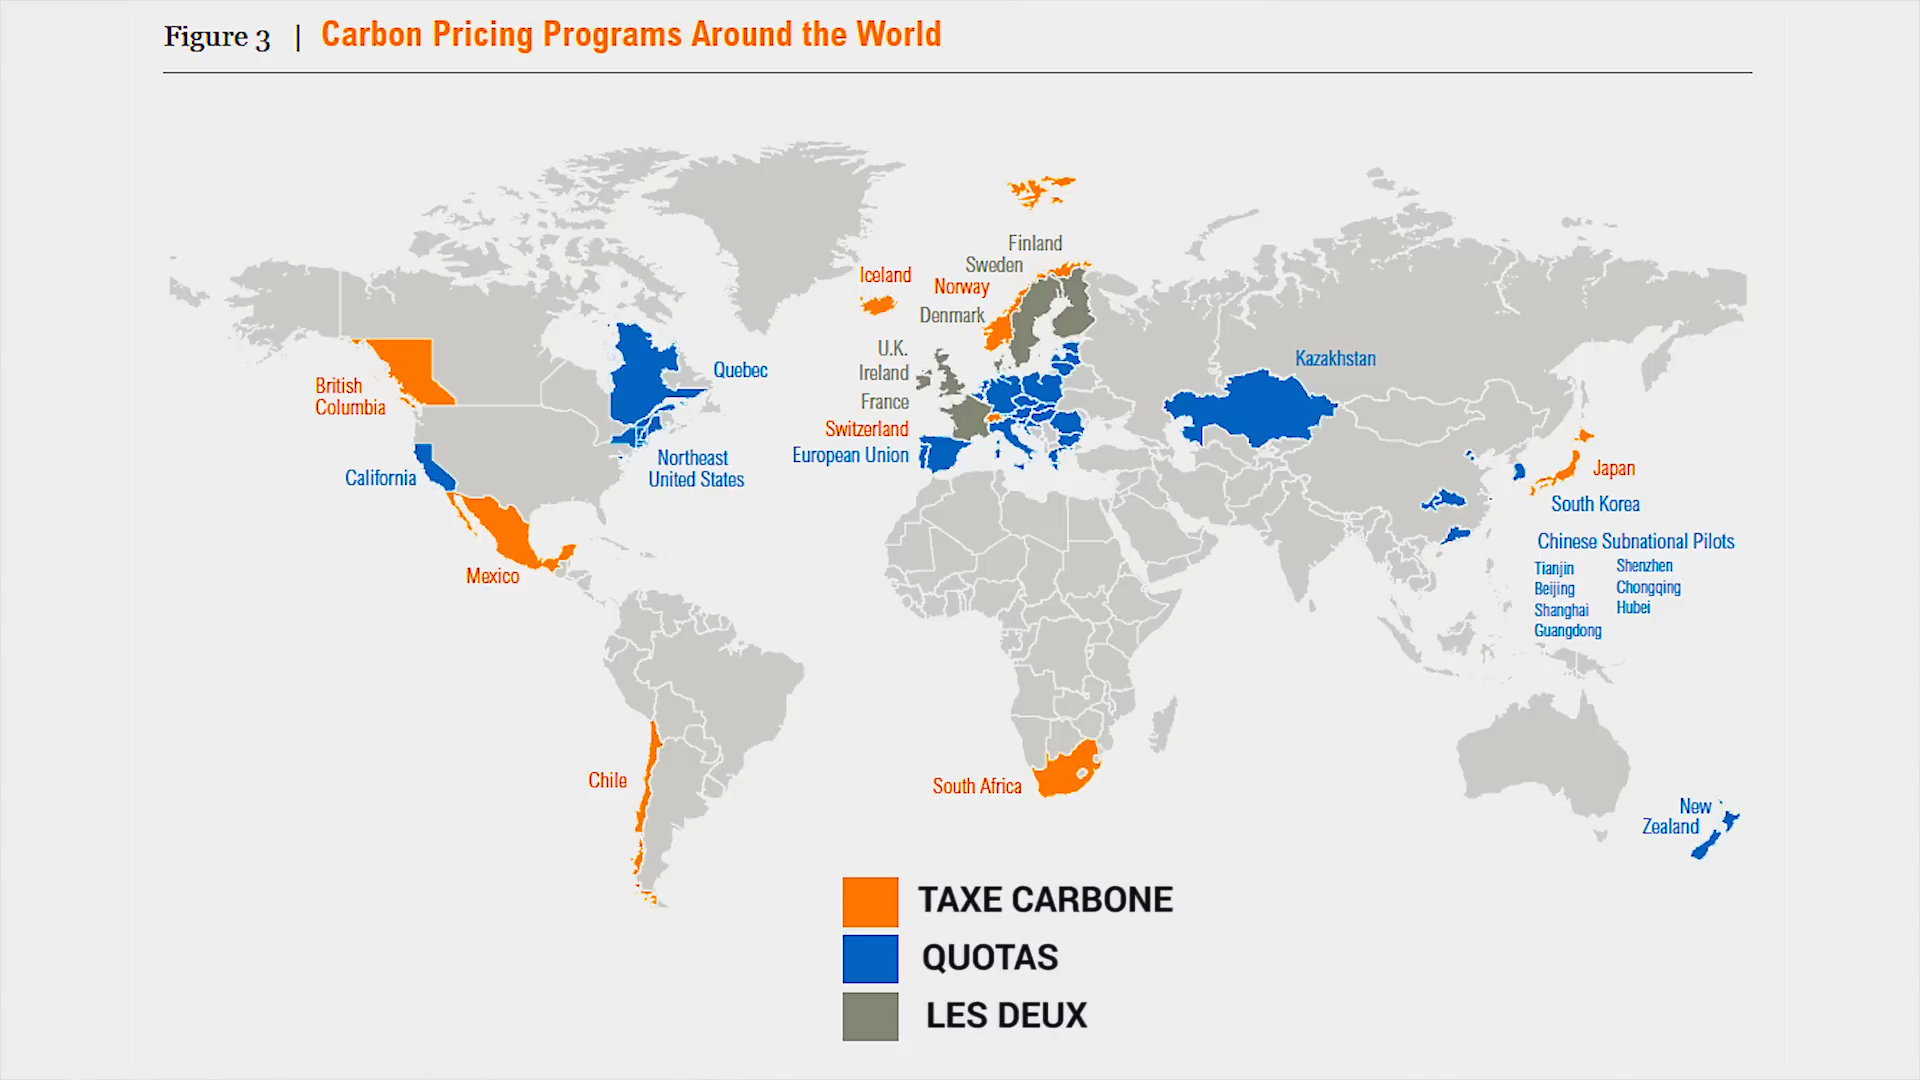 Figure 3 | Carbon Pricing Programs Around the World
Finland
Sweden
Iceland
Norway
Denmark
U.K.
Ireland
France
Switzerland
European Union
Kazakhstan
Quebec
British
Columbia
Northeast
United States
California
Mexico
Japan
South Korea
Chinese Subnational Pilots
Tianjin
Beijing
Shanghai
Guangdong
Shenzhen
Chongqing
Hubei
Chile
South Africa
New
Zealand
TAXE CARBONE
QUOTAS
LES DEUX